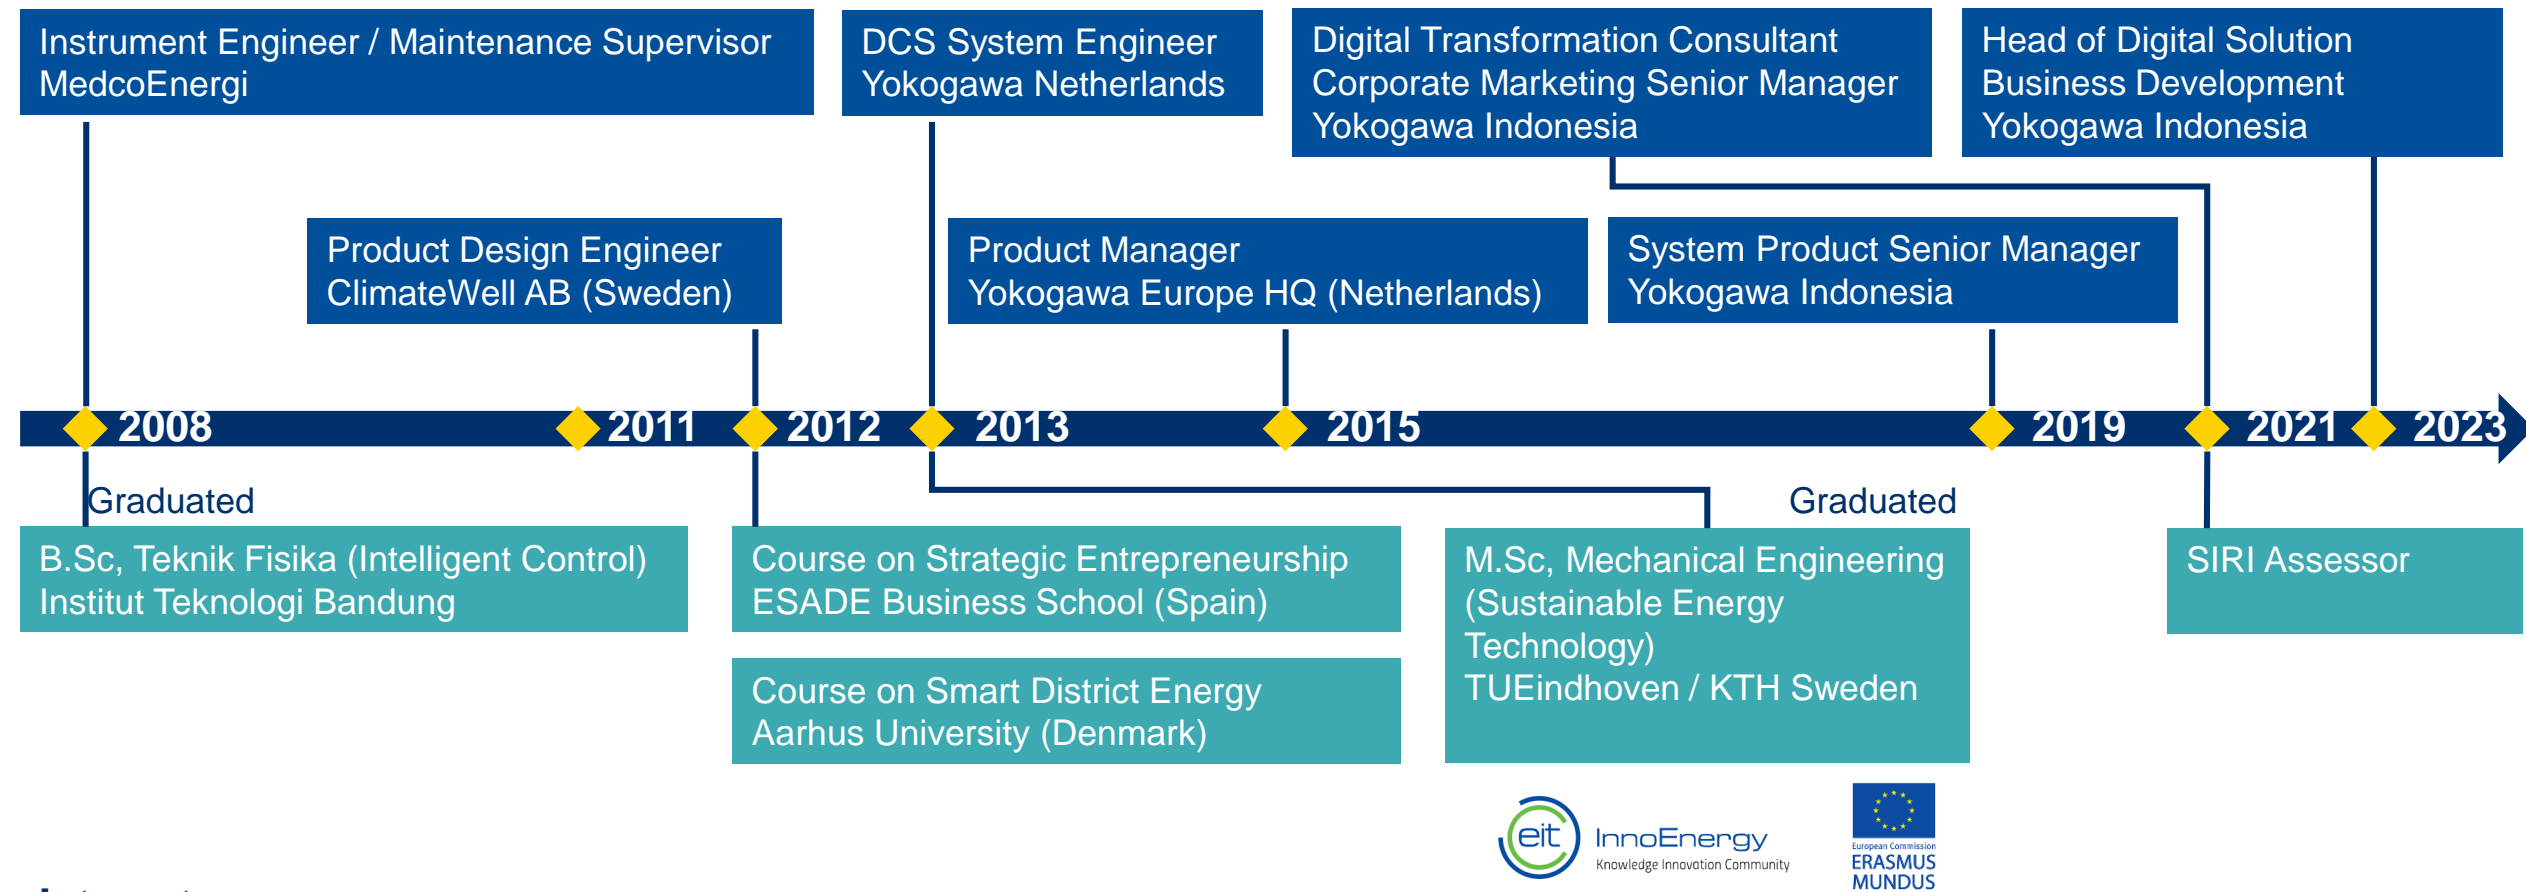 Instrument Engineer / Maintenance Supervisor
MedcoEnergi
DCS System Engineer
Yokogawa Netherlands
Digital Transformation Consultant
Corporate Marketing Senior Manager
Yokogawa Indonesia
Head of Digital Solution
Business Development
Yokogawa Indonesia
Product Design Engineer
ClimateWell AB (Sweden)
Product Manager
Yokogawa Europe HQ (Netherlands)
System Product Senior Manager
Yokogawa Indonesia
2008
2011
2012
2013
2015
2019
2021
2023
Graduated
B.Sc, Teknik Fisika (Intelligent Control)
Institut Teknologi Bandung
Course on Strategic Entrepreneurship
ESADE Business School (Spain)
Course on Smart District Energy
Aarhus University (Denmark)
Graduated
M.Sc, Mechanical Engineering
(Sustainable Energy
Technology)
TUEindhoven / KTH Sweden
SIRI Assessor
eit
InnoEnergy
Knowledge Innovation Community
European Commission
ERASMUS
MUNDUS